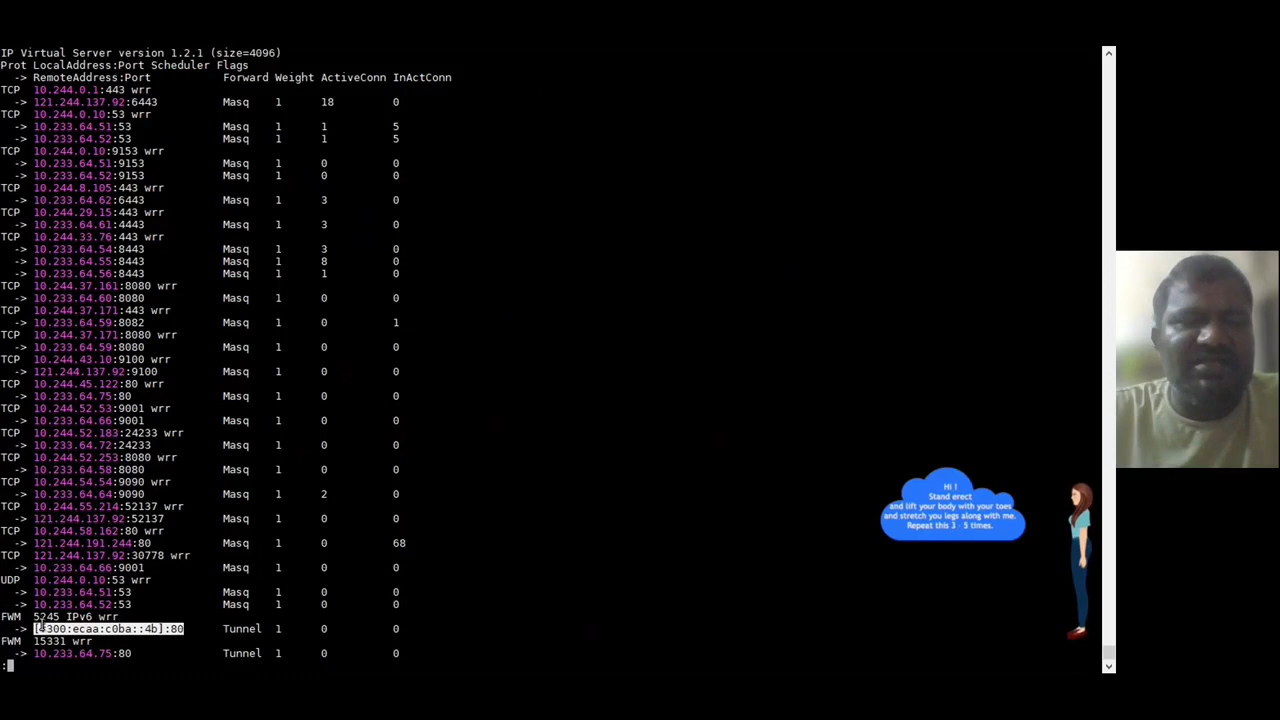 IP Virtual Server version 1.2.1 (size=4096)
Prot LocalAddress:Port Scheduler Flags
-> RemoteAddress:Port Forward Weight ActiveConn InActConn
TCP 10.244.0.1:443 wrr
-> 121.244.137.92:6443 Masq 1 18 0
TCP 10.244.0.10:53 wrr
-> 10.233.64.51:53 Masq 1 1 5
-> 10.233.64.52:53 Masq 1 1 5
TCP 10.244.0.10:9153 wrr
-> 10.233.64.51:9153 Masq 1 0 0
-> 10.233.64.52:9153 Masq 1 0 0
TCP 10.244.8.105:443 wrr
-> 10.233.64.62:6443 Masq 1 3 0
TCP 10.244.29.15:443 wrr
-> 10.233.64.61:4443 Masq 1 3 0
TCP 10.244.33.76:443 wrr
-> 10.233.64.54:8443 Masq 1 3 0
-> 10.233.64.55:8443 Masq 1 8 0
-> 10.233.64.56:8443 Masq 1 1 0
TCP 10.244.37.161:8080 wrr
-> 10.233.64.60:8080 Masq 1 0 0
TCP 10.244.37.171:443 wrr
-> 10.233.64.59:8082 Masq 1 0 1
TCP 10.244.37.171:8080 wrr
-> 10.233.64.59:8080 Masq 1 0 0
TCP 10.244.43.10:9100 wrr
-> 121.244.137.92:9100 Masq 1 0 0
TCP 10.244.45.122:80 wrr
-> 10.233.64.75:80 Masq 1 0 0
TCP 10.244.52.53:9001 wrr
-> 10.233.64.66:9001 Masq 1 0 0
TCP 10.244.52.183:24233 wrr
-> 10.233.64.72:24233 Masq 1 0 0
TCP 10.244.52.253:8080 wrr
-> 10.233.64.58:8080 Masq 1 0 0
TCP 10.244.54.54:9090 wrr
-> 10.233.64.64:9090 Masq 1 2 0
TCP 10.244.55.214:52137 wrr
-> 121.244.137.92:52137 Masq 1 0 0
TCP 10.244.58.162:80 wrr
-> 121.244.191.244:80 Masq 1 0 68
TCP 121.244.137.92:30778 wrr
-> 10.233.64.66:9001 Masq 1 0 0
UDP 10.244.0.10:53 wrr
-> 10.233.64.51:53 Masq 1 0 0
-> 10.233.64.52:53 Masq 1 0 0
FWM 5245 IPv6 wrr
-> [4300:ecaa:c0ba::4b]:80 Tunnel 1 0 0
FWM 15331 wrr
-> 10.233.64.75:80 Tunnel 1 0 0
:
Hi !
Stand erect
and lift your body with your toes
and stretch you legs along with me.
Repeat this 3 - 5 times.